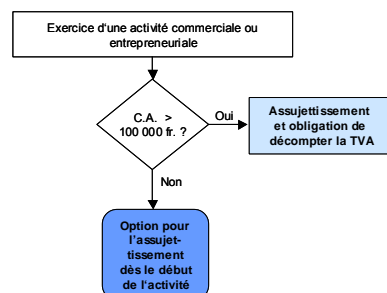 Exercice d'une activité commerciale ou
entrepreneuriale
C.A. >
100 000 fr. ?
Oui
Assujettissement
et obligation de
décompter la TVA
Non
Option pour
l'assujet-
tissement
dès le début
de l'activité